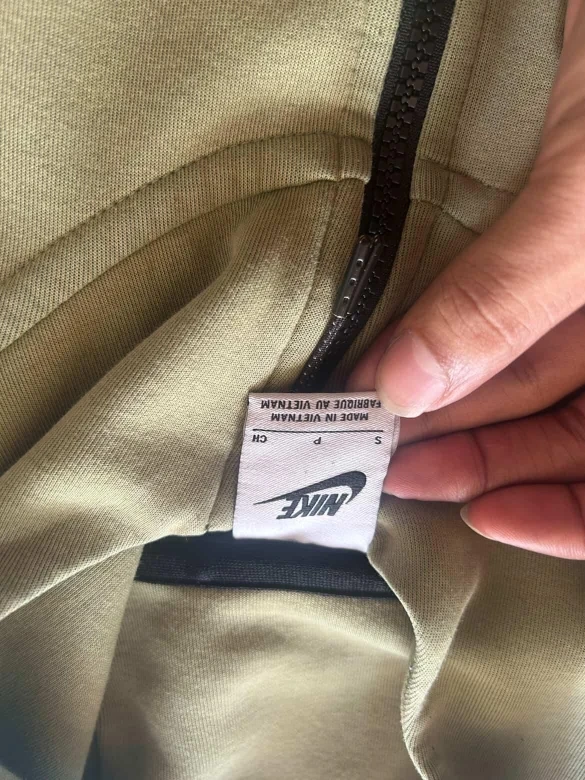 NIKE
S P CH
MADE IN VIETNAM
FABRIQUE AU VIETNAM